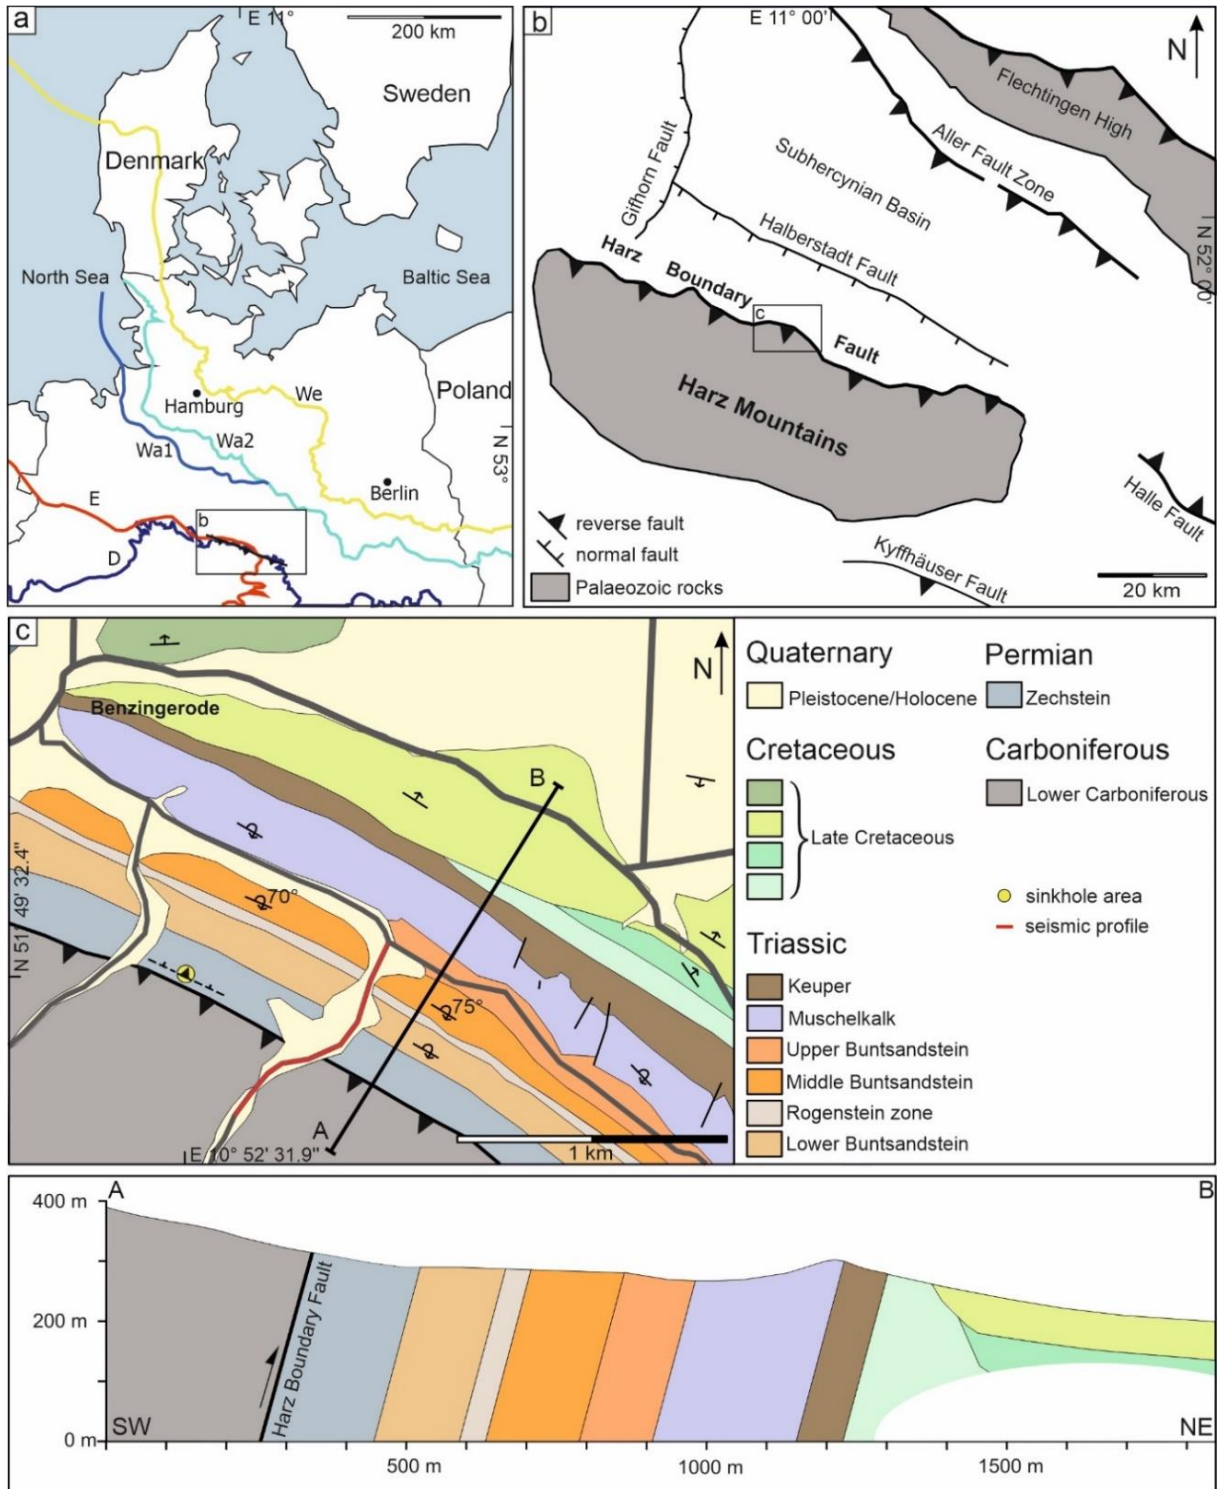 a
E 11°
200 km
Sweden
Denmark
North Sea
Baltic Sea
Poland
We
Hamburg
Wa2
Wa1
N 53°
Berlin
E
b
D
b
E 11° 00'
N
Flechtingen High
Aller Fault Zone
Gifhorn Fault
Subhercynian Basin
Halberstadt Fault
N 52° 00'
Harz Boundary Fault
c
Harz Mountains
Halle Fault
Kyffhäuser Fault
reverse fault
normal fault
Palaeozoic rocks
20 km
c
N
Benzingerode
B
70°
75°
N 51° 49' 32.4"
A
E 10° 52' 31.9"
1 km
Quaternary
Pleistocene/Holocene
Cretaceous
Late Cretaceous
Triassic
Keuper
Muschelkalk
Upper Buntsandstein
Middle Buntsandstein
Rogenstein zone
Lower Buntsandstein
Permian
Zechstein
Carboniferous
Lower Carboniferous
sinkhole area
seismic profile
A
B
400 m
200 m
0 m
Harz Boundary Fault
SW
NE
500 m
1000 m
1500 m